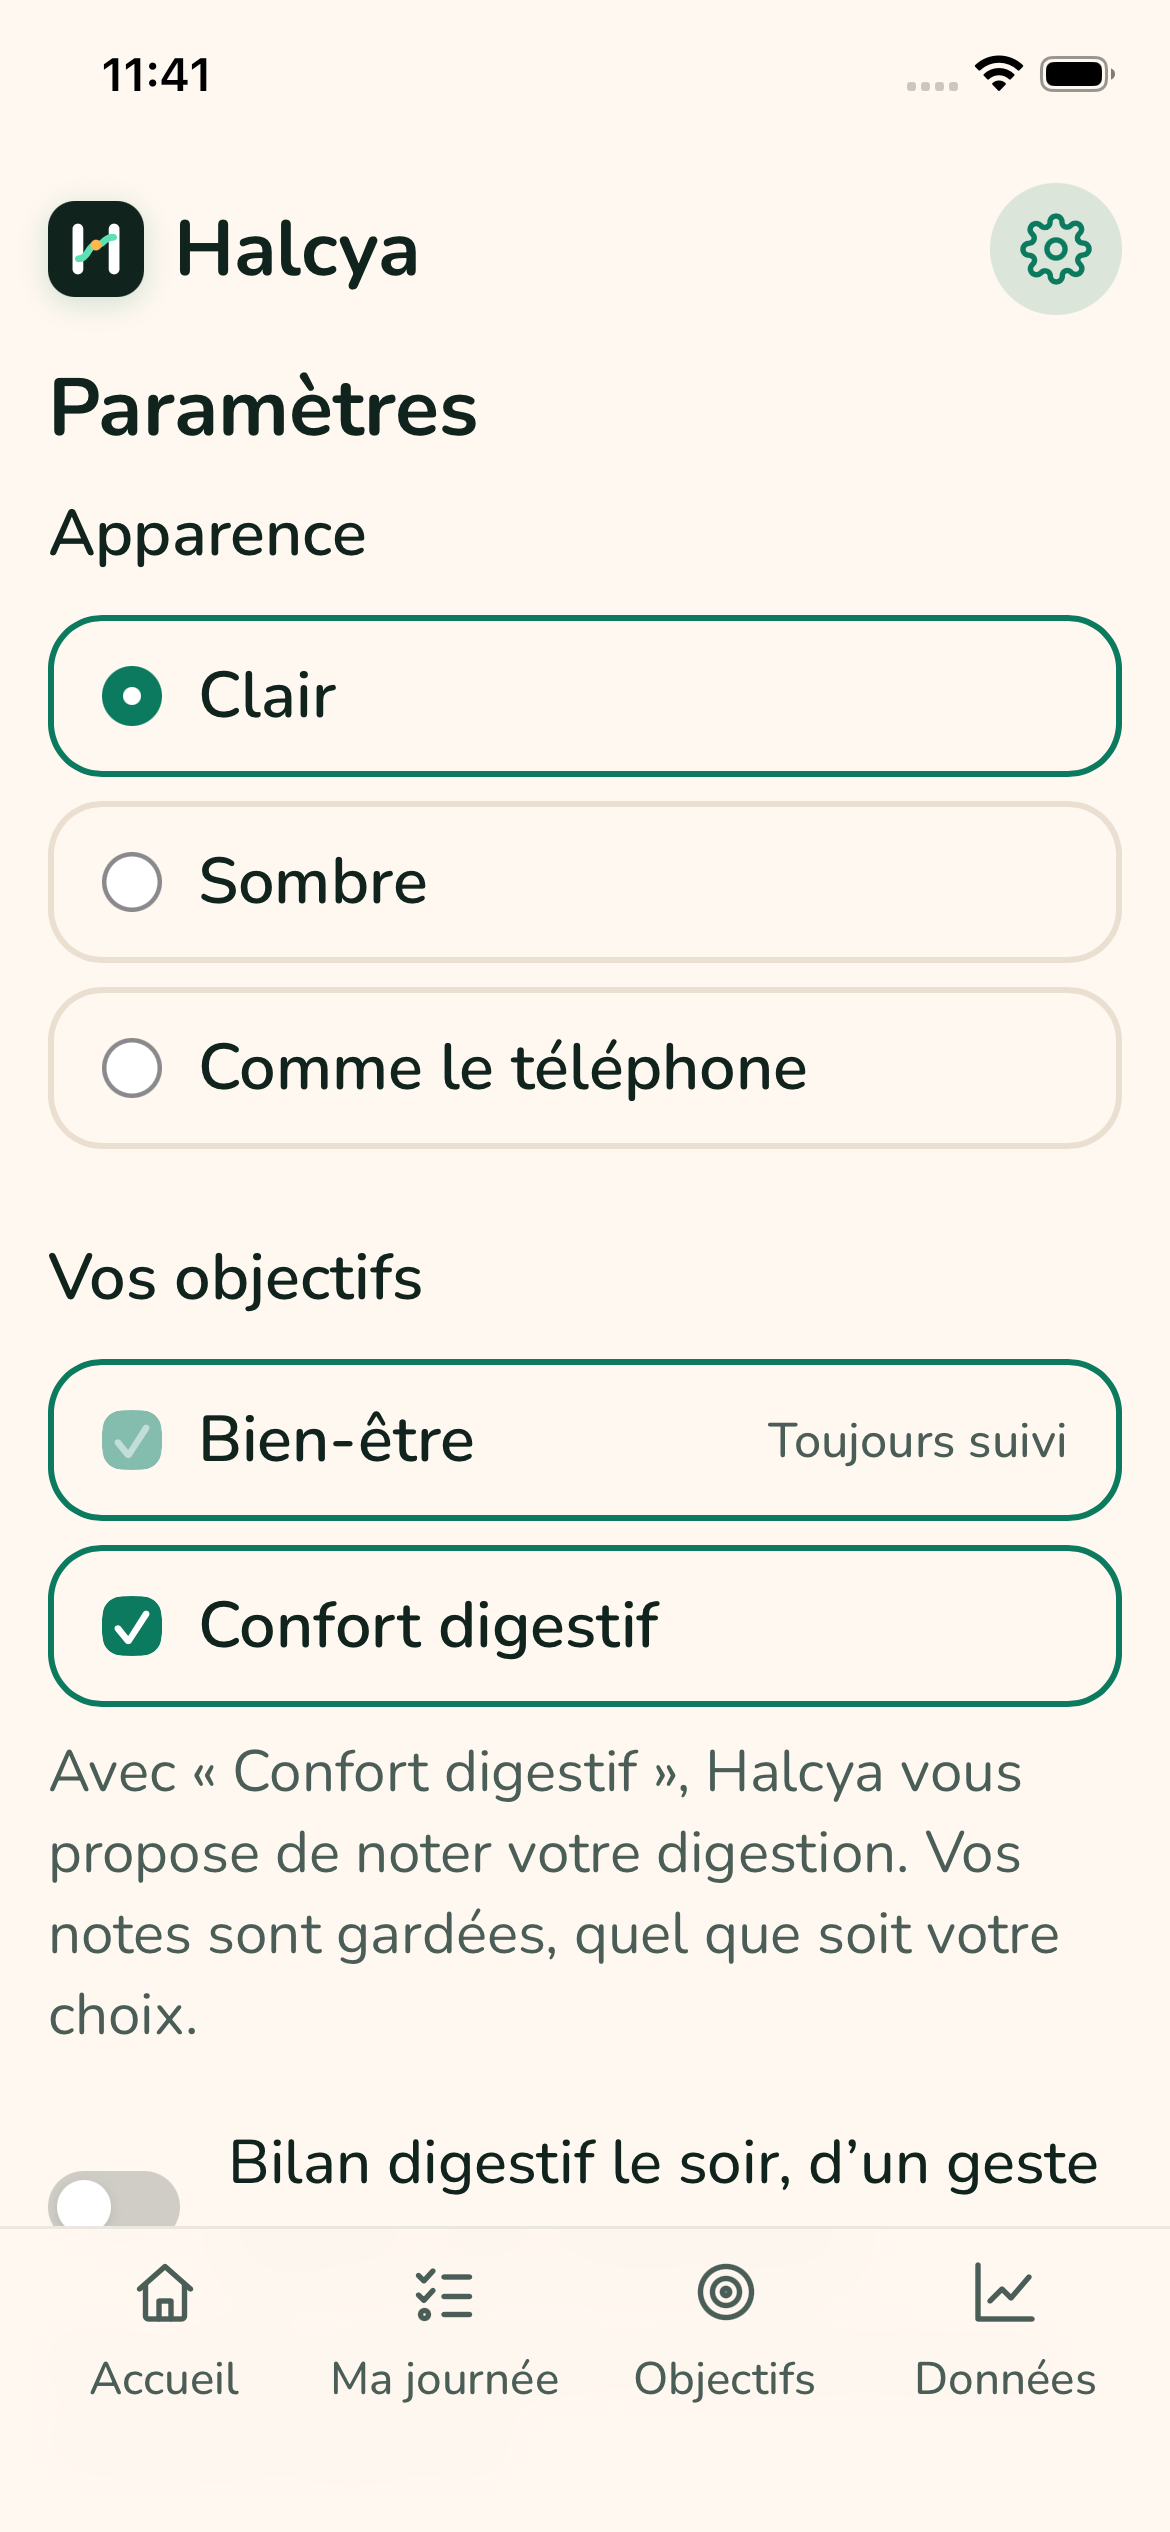 11:41
Halcya
Paramètres
Apparence
Clair
Sombre
Comme le téléphone
Vos objectifs
Bien-être
Toujours suivi
Confort digestif
Avec « Confort digestif », Halcya vous
propose de noter votre digestion. Vos
notes sont gardées, quel que soit votre
choix.
Bilan digestif le soir, d’un geste
Accueil
Ma journée
Objectifs
Données